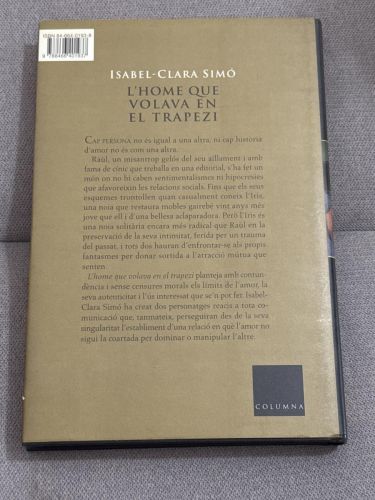 ISBN 84-664-0193-8
9 788466 401937
ISABEL-CLARA SIMÓ
L'HOME QUE
VOLAVA EN
EL TRAPEZI
CAP PERSONA no és igual a una altra, ni cap història
d'amor no és com una altra.
Raül, un misantrop gelós del seu aïllament i amb
fama de cínic que treballa en una editorial, s'ha fet un
món on no hi caben sentimentalismes ni hipocresies
que afavoreixin les relacions socials. Fins que els seus
esquemes trontollen quan casualment coneix l'Iris,
una noia que restaura mobles gairebé vint anys més
jove que ell i d'una bellesa aclaparadora. Però l'Iris és
una noia solitària encara més radical que Raül en la
preservació de la seva intimitat, ferida per un trauma
del passat, i tots dos hauran d'enfrontar-se als propis
fantasmes per donar sortida a l'atracció mútua que
senten.
L'home que volava en el trapezi planteja amb contun-
dència i sense censures morals els límits de l'amor, la
seva autenticitat i l'ús interessat que se'n pot fer. Isabel-
Clara Simó ha creat dos personatges reacis a tota co-
municació que, tanmateix, perseguiran des de la seva
singularitat l'establiment d'una relació en què l'amor no
sigui la coartada per dominar o manipular l'altre.
COLUMNA